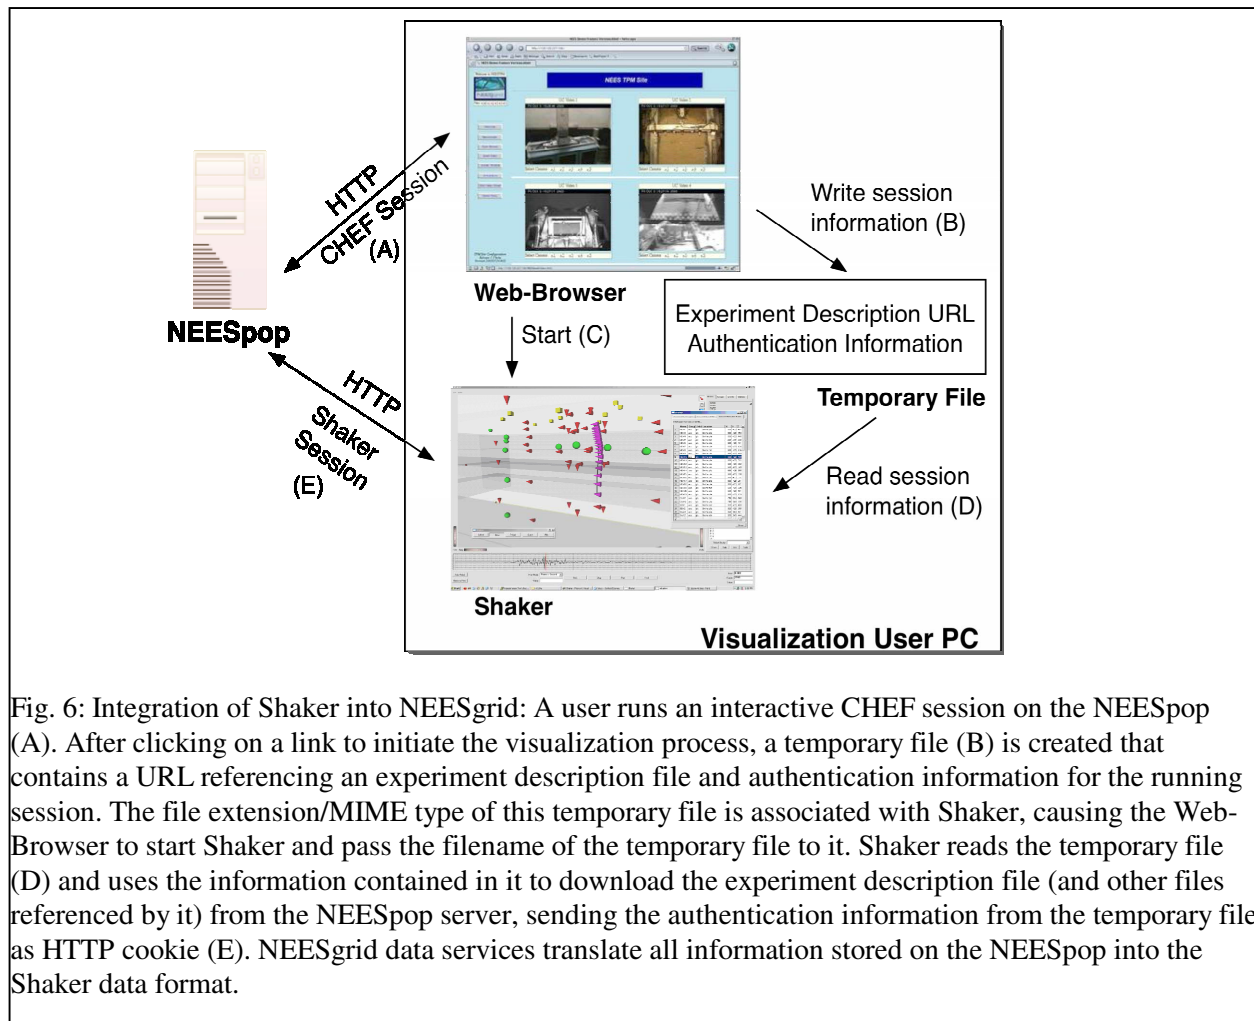 NEES TPM Site
HTTP
CHEF Session
(A)
Write session
information (B)
Web-Browser
NEESpop
Start (C)
Experiment Description URL
Authentication Information
Temporary File
HTTP
Shaker
Session
(E)
Read session
information (D)
Shaker
Visualization User PC
Fig. 6: Integration of Shaker into NEESgrid: A user runs an interactive CHEF session on the NEESpop
(A). After clicking on a link to initiate the visualization process, a temporary file (B) is created that
contains a URL referencing an experiment description file and authentication information for the running
session. The file extension/MIME type of this temporary file is associated with Shaker, causing the Web-
Browser to start Shaker and pass the filename of the temporary file to it. Shaker reads the temporary file
(D) and uses the information contained in it to download the experiment description file (and other files
referenced by it) from the NEESpop server, sending the authentication information from the temporary file
as HTTP cookie (E). NEESgrid data services translate all information stored on the NEESpop into the
Shaker data format.